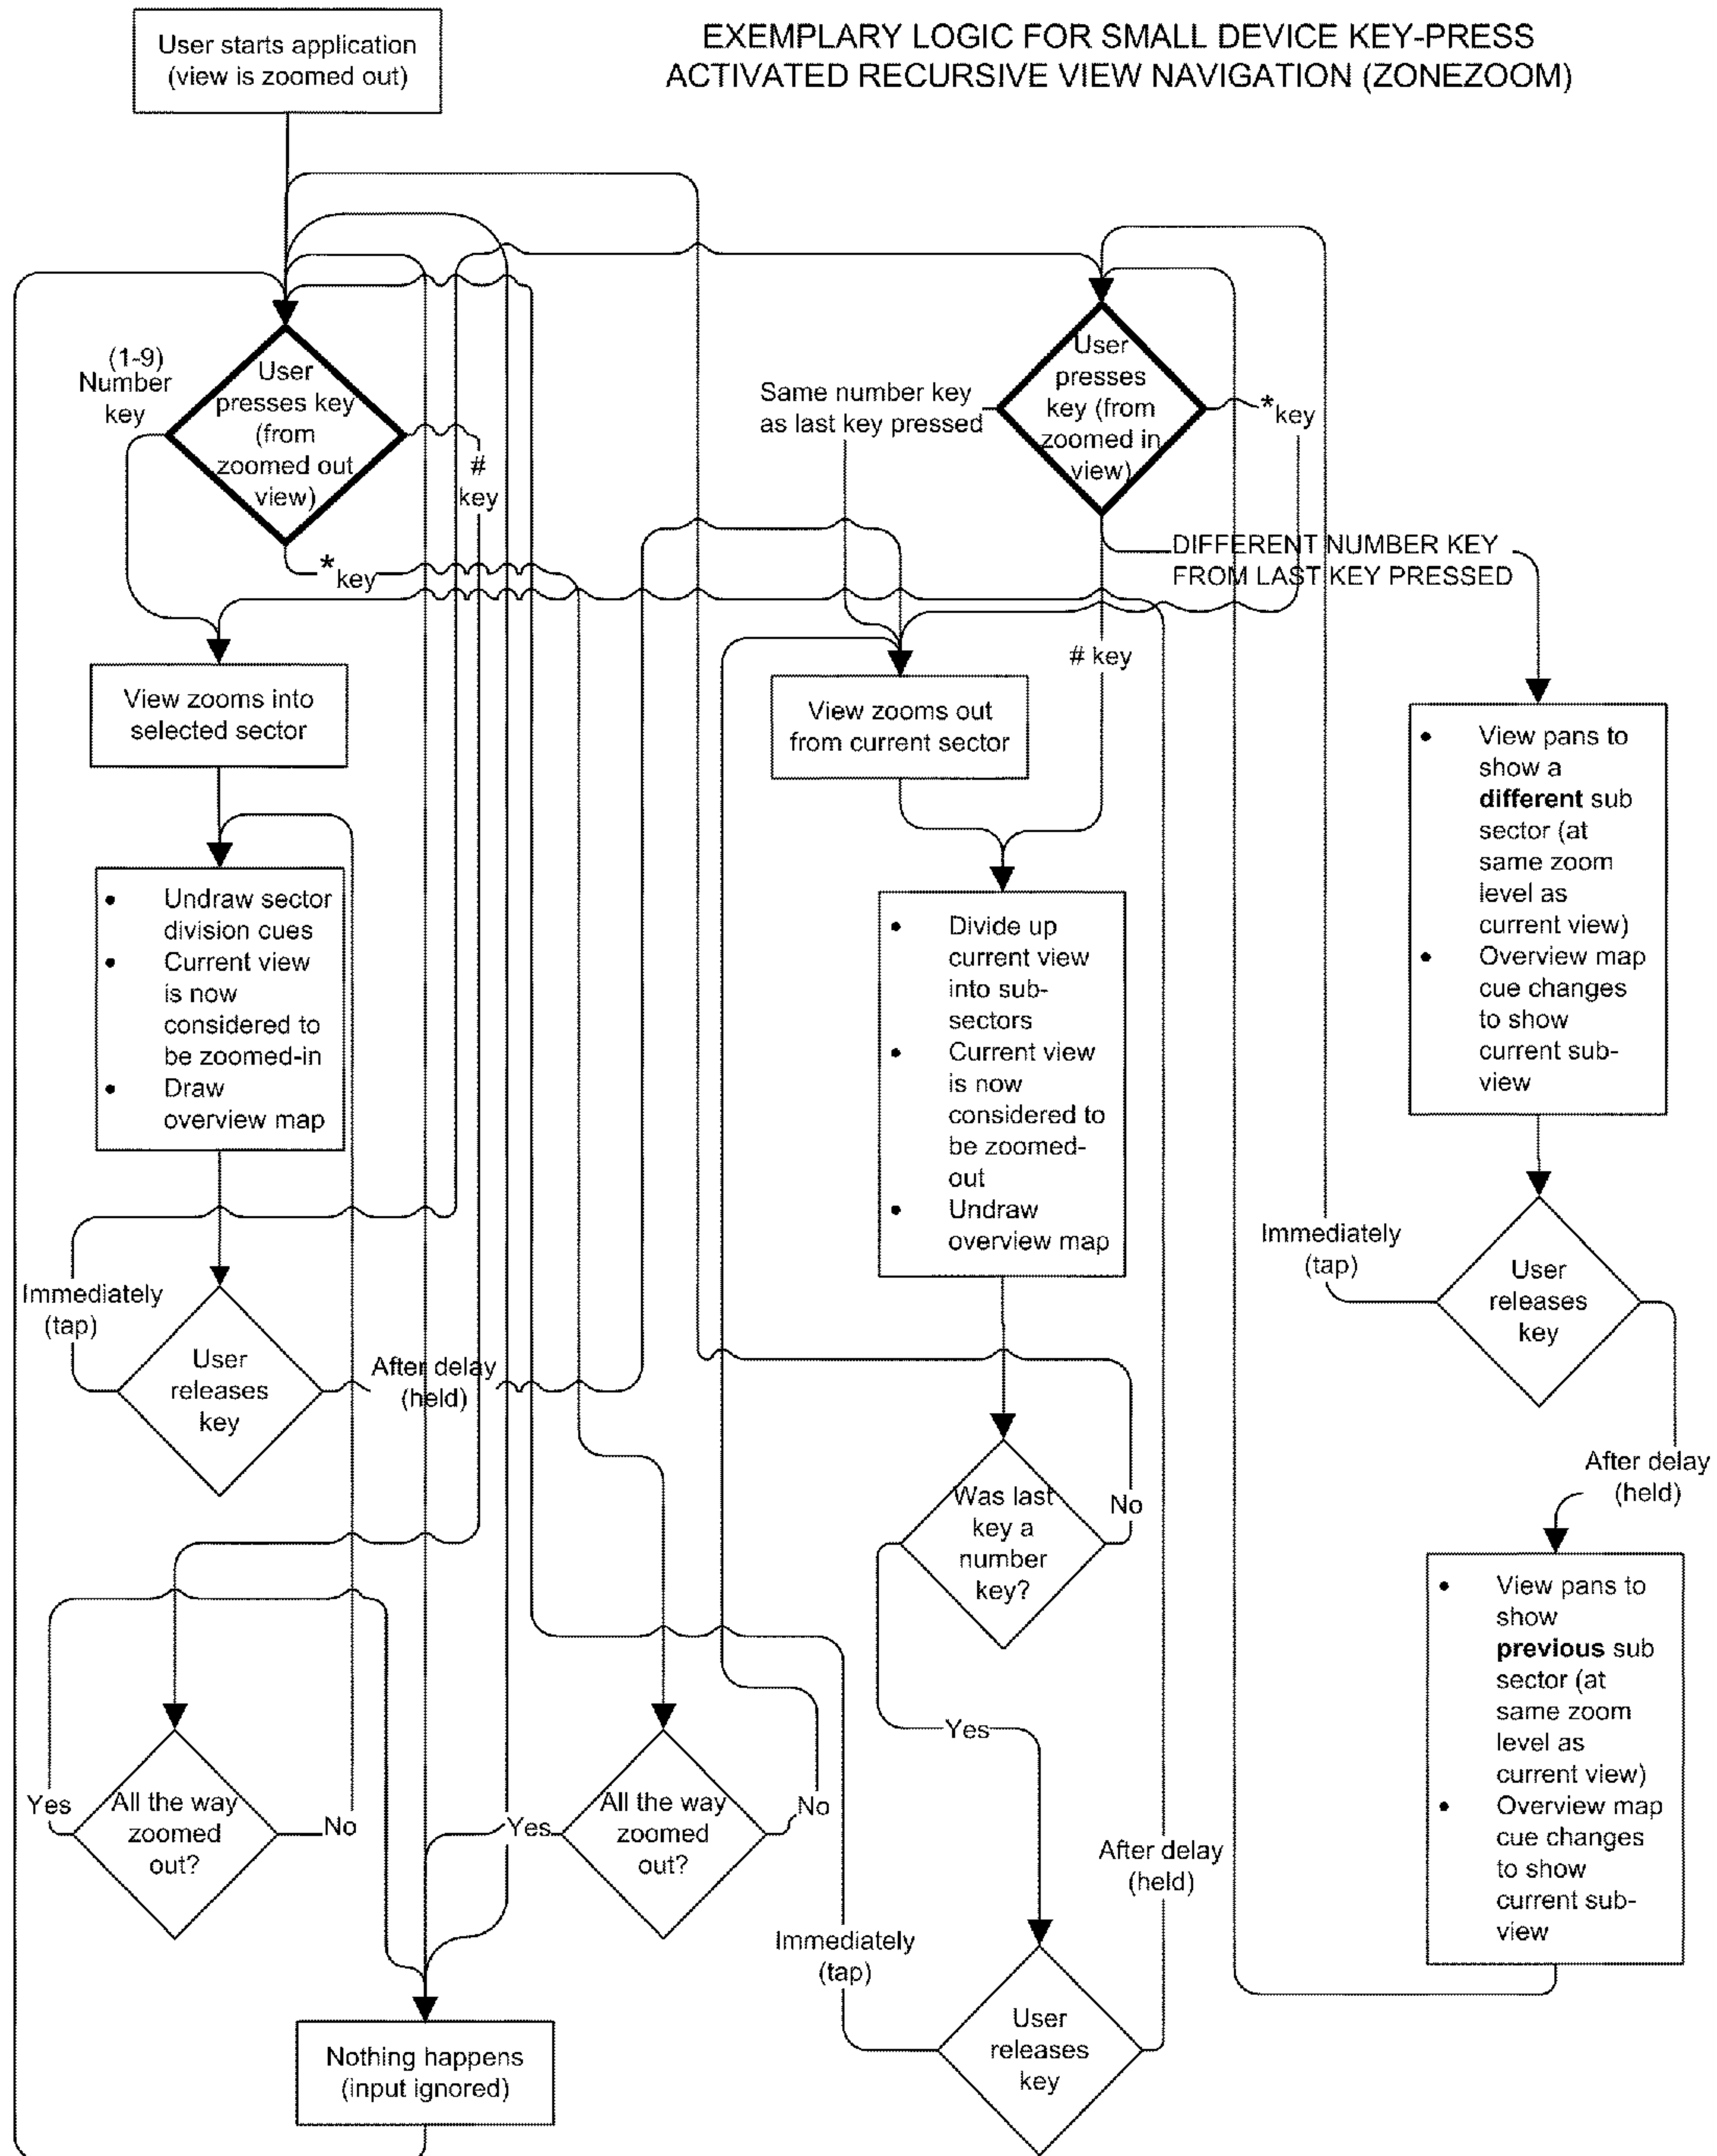 EXEMPLARY LOGIC FOR SMALL DEVICE KEY-PRESS
ACTIVATED RECURSIVE VIEW NAVIGATION (ZONEZOOM)
User starts application
(view is zoomed out)
(1-9)
Number
key
User
presses key
(from
zoomed out
view)
#
key
*
key
Same number key
as last key pressed
User
presses
key (from
zoomed in
view)
*
key
DIFFERENT NUMBER KEY
FROM LAST KEY PRESSED
# key
View zooms into
selected sector
View zooms out
from current sector
• View pans to
show a
different sub
sector (at
same zoom
level as
current view)
• Overview map
cue changes
to show
current sub-
view
• Undraw sector
division cues
• Current view
is now
considered to
be zoomed-in
• Draw
overview map
• Divide up
current view
into sub-
sectors
• Current view
is now
considered to
be zoomed-
out
• Undraw
overview map
Immediately
(tap)
User
releases
key
After delay
(held)
Immediately
(tap)
User
releases
key
After delay
(held)
Was last
key a
number
key?
No
Yes
• View pans to
show
previous sub
sector (at
same zoom
level as
current view)
• Overview map
cue changes
to show
current sub-
view
Yes
All the way
zoomed
out?
No
Yes
All the way
zoomed
out?
No
After delay
(held)
Immediately
(tap)
User
releases
key
Nothing happens
(input ignored)